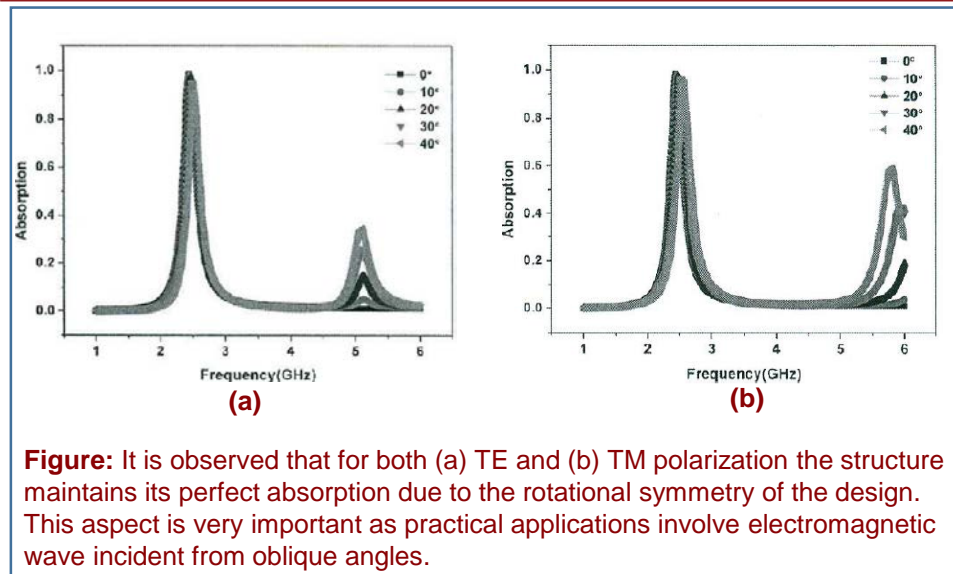 1.0
0.8
0.6
0.4
0.2
0.0
Absorption
0°
10°
20°
30°
40°
1 2 3 4 5 6
Frequency(GHz)
(a)
1.0
0.8
0.6
0.4
0.2
0.0
Absorption
0°
10°
20°
30°
40°
1 2 3 4 5 6
Frequency(GHz)
(b)
Figure: It is observed that for both (a) TE and (b) TM polarization the structure
maintains its perfect absorption due to the rotational symmetry of the design.
This aspect is very important as practical applications involve electromagnetic
wave incident from oblique angles.